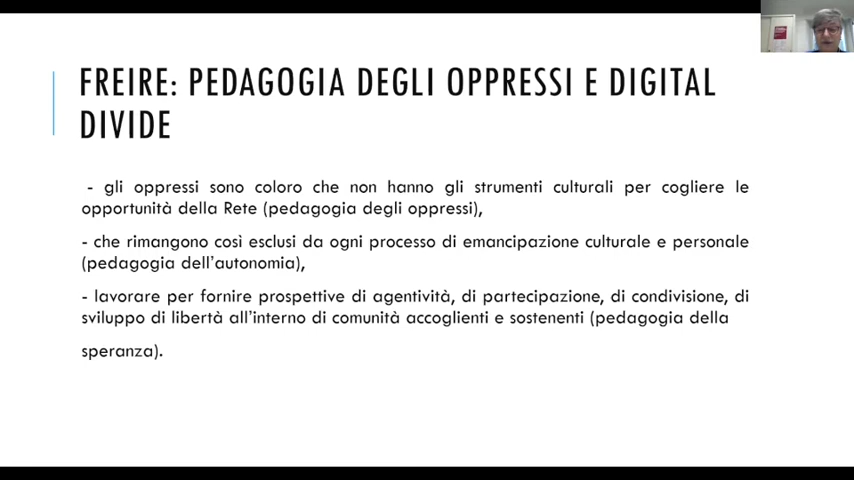 FREIRE: PEDAGOGIA DEGLI OPPRESSI E DIGITAL
DIVIDE
- gli oppressi sono coloro che non hanno gli strumenti culturali per cogliere le
opportunità della Rete (pedagogia degli oppressi),
- che rimangono così esclusi da ogni processo di emancipazione culturale e personale
(pedagogia dell'autonomia),
- lavorare per fornire prospettive di agentività, di partecipazione, di condivisione, di
sviluppo di libertà all'interno di comunità accoglienti e sostenenti (pedagogia della
speranza).